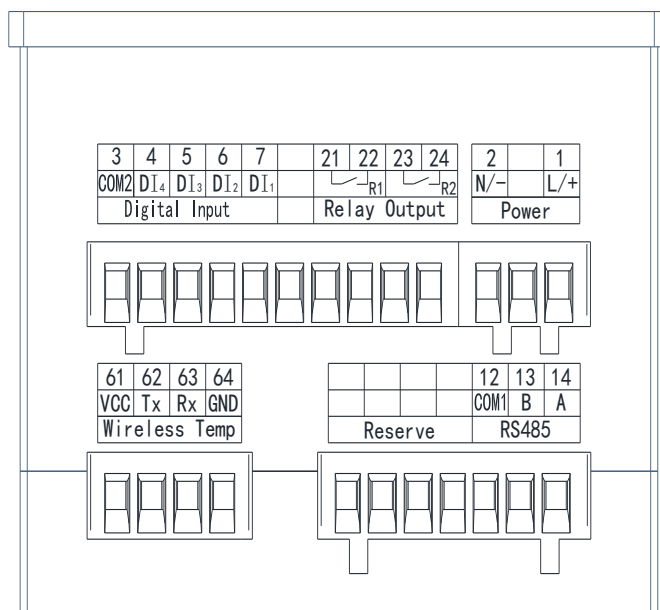 3 4 5 6 7 21 22 23 24 2 1
COM2 DI₄ DI₃ DI₂ DI₁ R1 R2 N/- L/+
Digital Input Relay Output Power
61 62 63 64 12 13 14
VCC Tx Rx GND COM1 B A
Wireless Temp Reserve RS485